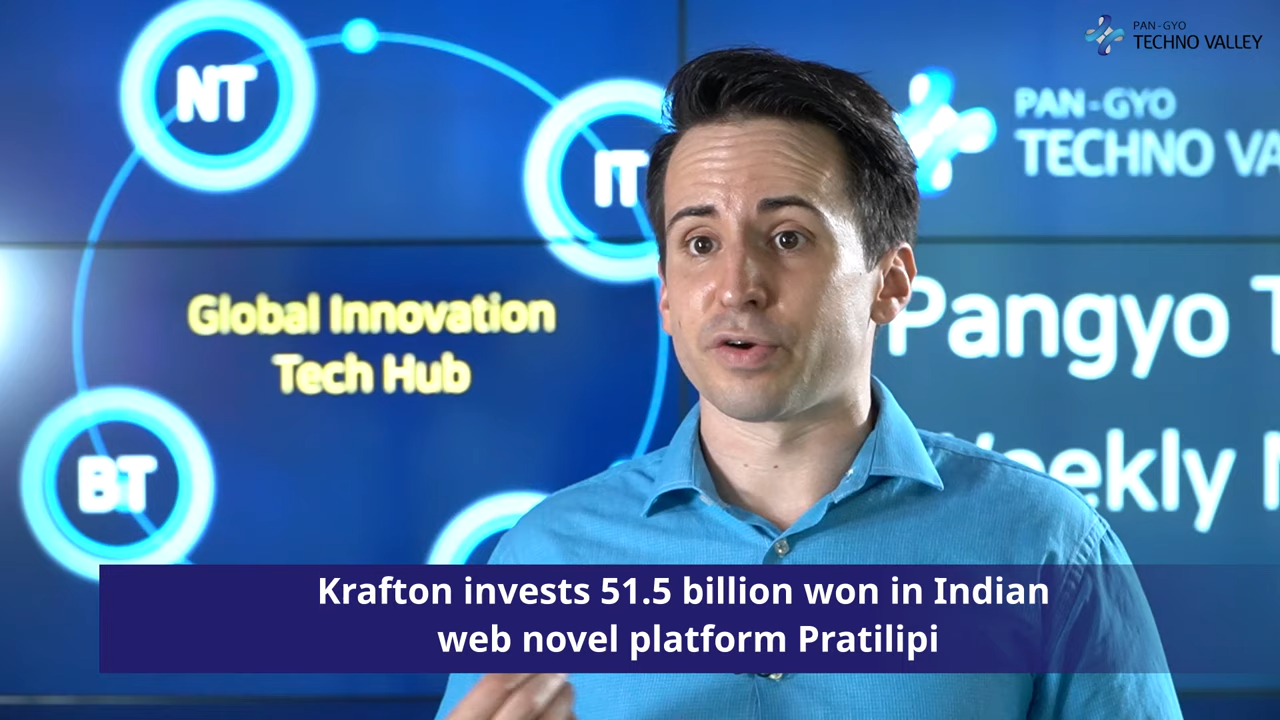 PAN-GYO
TECHNO VALLEY
NT
IT
PAN-GYO
TECHNO VA
Global Innovation
Tech Hub
Pangyo T
Weekly N
BT
Krafton invests 51.5 billion won in Indian
web novel platform Pratilipi